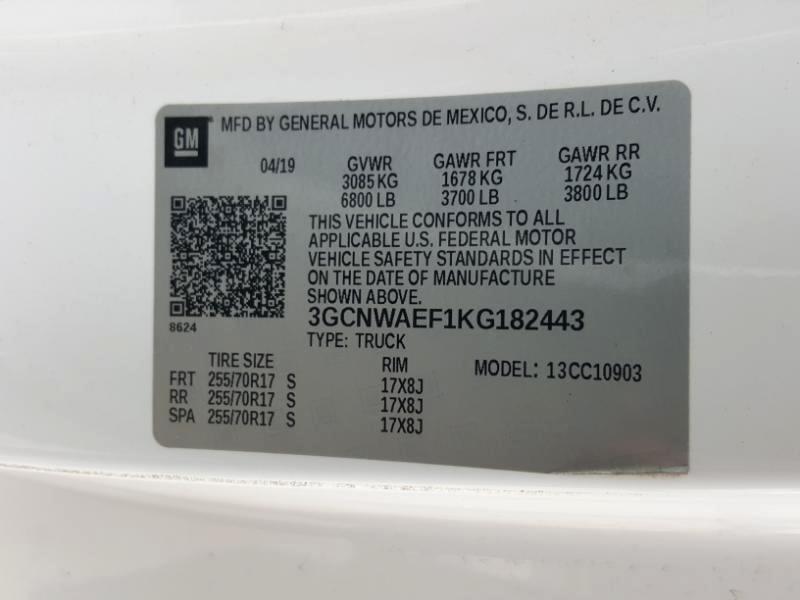 GM
MFD BY GENERAL MOTORS DE MEXICO, S. DE R.L. DE C.V.
04/19 GVWR GAWR FRT GAWR RR
3085 KG 1678 KG 1724 KG
6800 LB 3700 LB 3800 LB
THIS VEHICLE CONFORMS TO ALL
APPLICABLE U.S. FEDERAL MOTOR
VEHICLE SAFETY STANDARDS IN EFFECT
ON THE DATE OF MANUFACTURE
SHOWN ABOVE.
8624
3GCNWAEF1KG182443
TYPE: TRUCK
TIRE SIZE RIM MODEL: 13CC10903
FRT 255/70R17 S 17X8J
RR 255/70R17 S 17X8J
SPA 255/70R17 S 17X8J